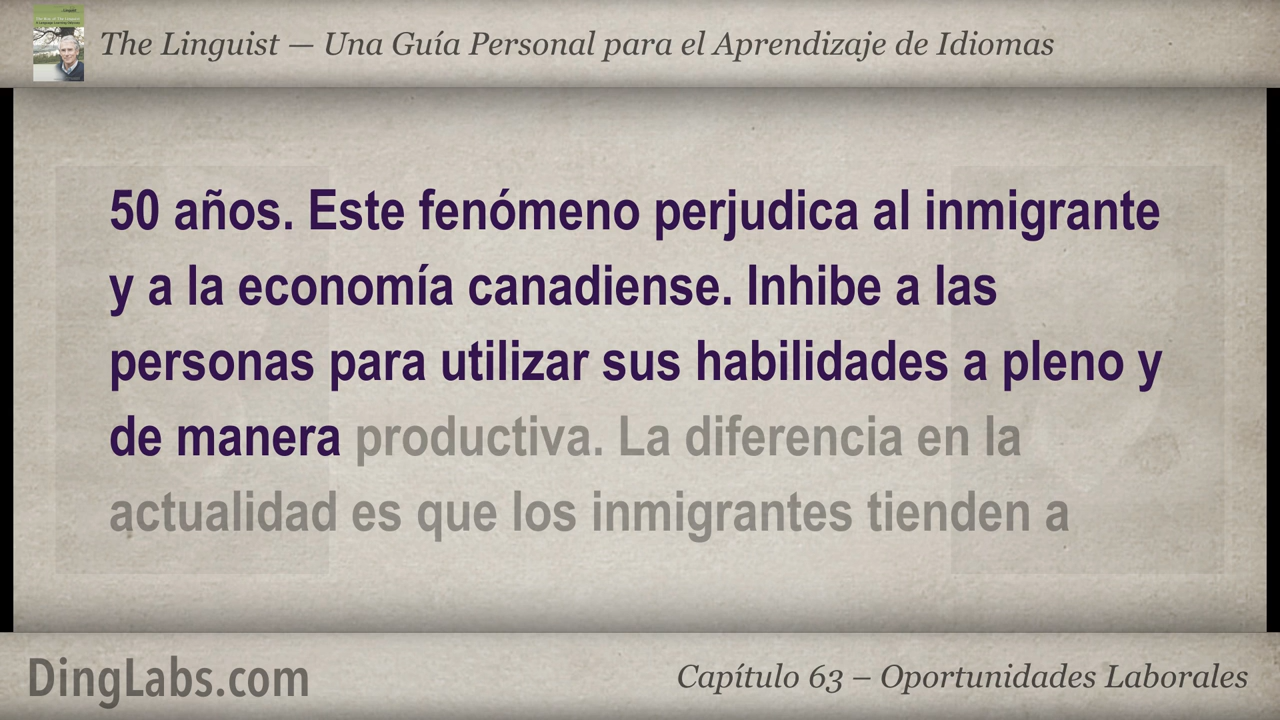 The Linguist — Una Guía Personal para el Aprendizaje de Idiomas
50 años. Este fenómeno perjudica al inmigrante
y a la economía canadiense. Inhibe a las
personas para utilizar sus habilidades a pleno y
de manera productiva. La diferencia en la
actualidad es que los inmigrantes tienden a
DingLabs.com
Capítulo 63 – Oportunidades Laborales